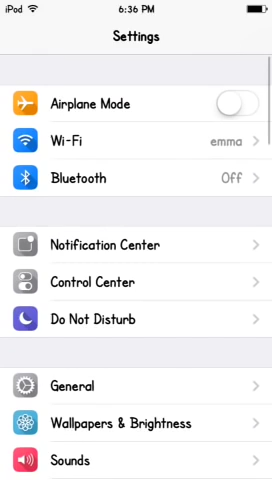 iPod 6:36 PM
Settings
Airplane Mode
Wi-Fi emma
Bluetooth Off
Notification Center
Control Center
Do Not Disturb
General
Wallpapers & Brightness
Sounds